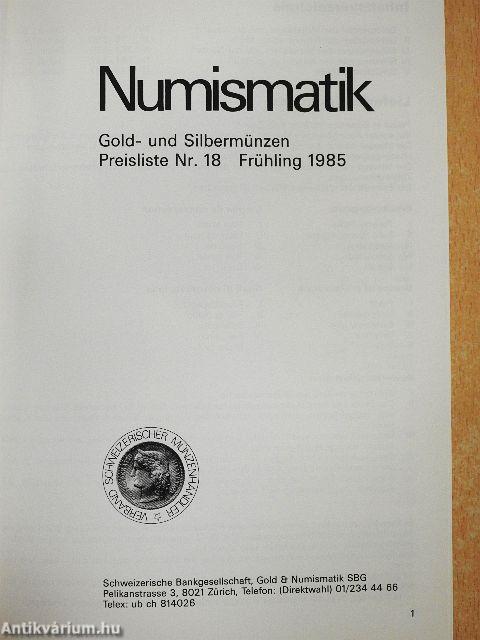 Numismatik
Gold- und Silbermünzen
Preisliste Nr. 18 Frühling 1985
VERBAND SCHWEIZERISCHER MÜNZENHÄNDLER
Schweizerische Bankgesellschaft, Gold & Numismatik SBG
Pelikanstrasse 3, 8021 Zürich, Telefon: (Direktwahl) 01/234 44 66
Telex: ub ch 814026
1
Antikvárium.hu